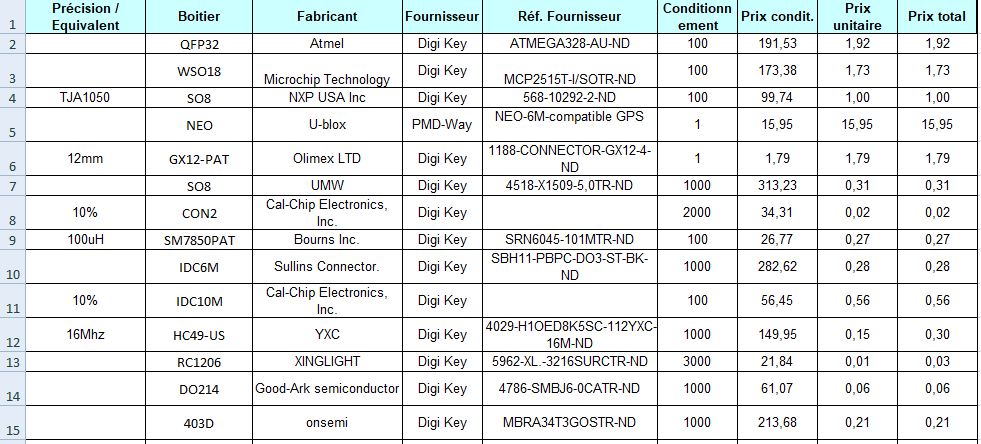 1 Précision / Equivalent Boitier Fabricant Fournisseur Réf. Fournisseur Conditionn ement Prix condit. Prix unitaire Prix total
2 QFP32 Atmel Digi Key ATMEGA328-AU-ND 100 191,53 1,92 1,92
3 WSO18 Microchip Technology Digi Key MCP2515T-I/SOTR-ND 100 173,38 1,73 1,73
4 TJA1050 SO8 NXP USA Inc Digi Key 568-10292-2-ND 100 99,74 1,00 1,00
5 NEO U-blox PMD-Way NEO-6M-compatible GPS 1 15,95 15,95 15,95
6 12mm GX12-PAT Olimex LTD Digi Key 1188-CONNECTOR-GX12-4-ND 1 1,79 1,79 1,79
7 SO8 UMW Digi Key 4518-X1509-5,0TR-ND 1000 313,23 0,31 0,31
8 10% CON2 Cal-Chip Electronics, Inc. Digi Key 2000 34,31 0,02 0,02
9 100uH SM7850PAT Bourns Inc. Digi Key SRN6045-101MTR-ND 100 26,77 0,27 0,27
10 IDC6M Sullins Connector. Digi Key SBH11-PBPC-DO3-ST-BK-ND 1000 282,62 0,28 0,28
11 10% IDC10M Cal-Chip Electronics, Inc. Digi Key 100 56,45 0,56 0,56
12 16Mhz HC49-US YXC Digi Key 4029-H1OED8K5SC-112YXC-16M-ND 1000 149,95 0,15 0,30
13 RC1206 XINGLIGHT Digi Key 5962-XL.-3216SURCTR-ND 3000 21,84 0,01 0,03
14 DO214 Good-Ark semiconductor Digi Key 4786-SMBJ6-0CATR-ND 1000 61,07 0,06 0,06
15 403D onsemi Digi Key MBRA34T3GOSTR-ND 1000 213,68 0,21 0,21